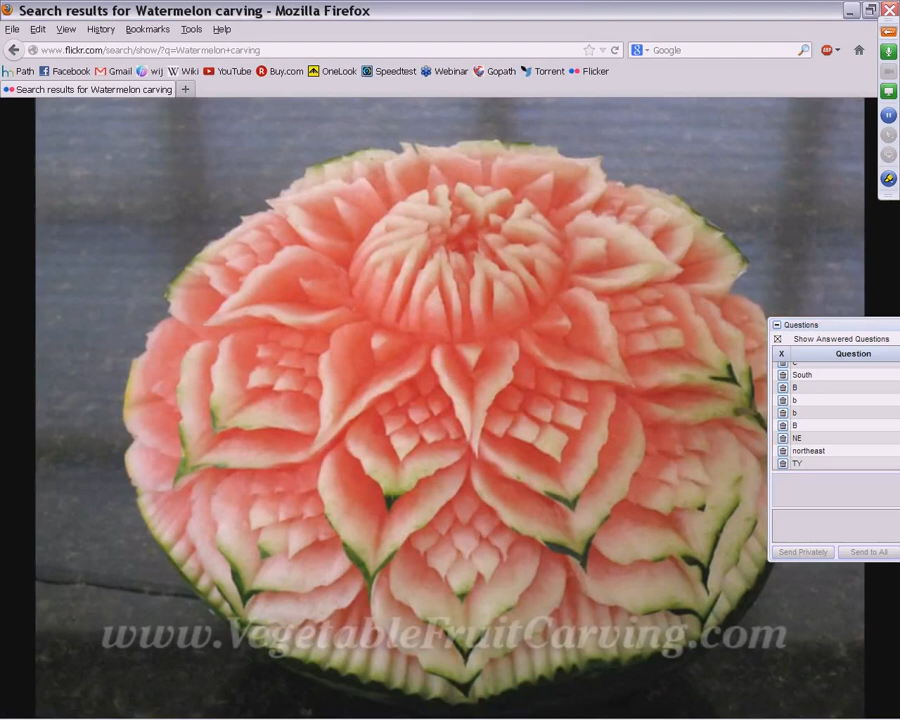 Search results for Watermelon carving - Mozilla Firefox
File Edit View History Bookmarks Tools Help
www.flickr.com/search/show/?q=Watermelon+carving
Google
Path Facebook Gmail wij Wiki YouTube Buy.com OneLook Speedtest Webinar Gopath Torrent Flicker
Search results for Watermelon carving
Questions
Show Answered Questions
X Question
South
B
b
b
B
NE
northeast
TY
Send Privately Send to All
www.VegetableFruitCarving.com